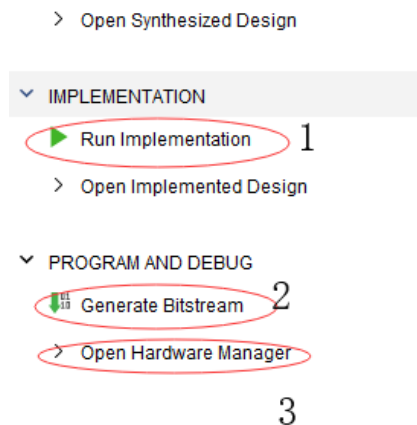 Open Synthesized Design
IMPLEMENTATION
Run Implementation 1
Open Implemented Design
PROGRAM AND DEBUG
Generate Bitstream 2
Open Hardware Manager
3